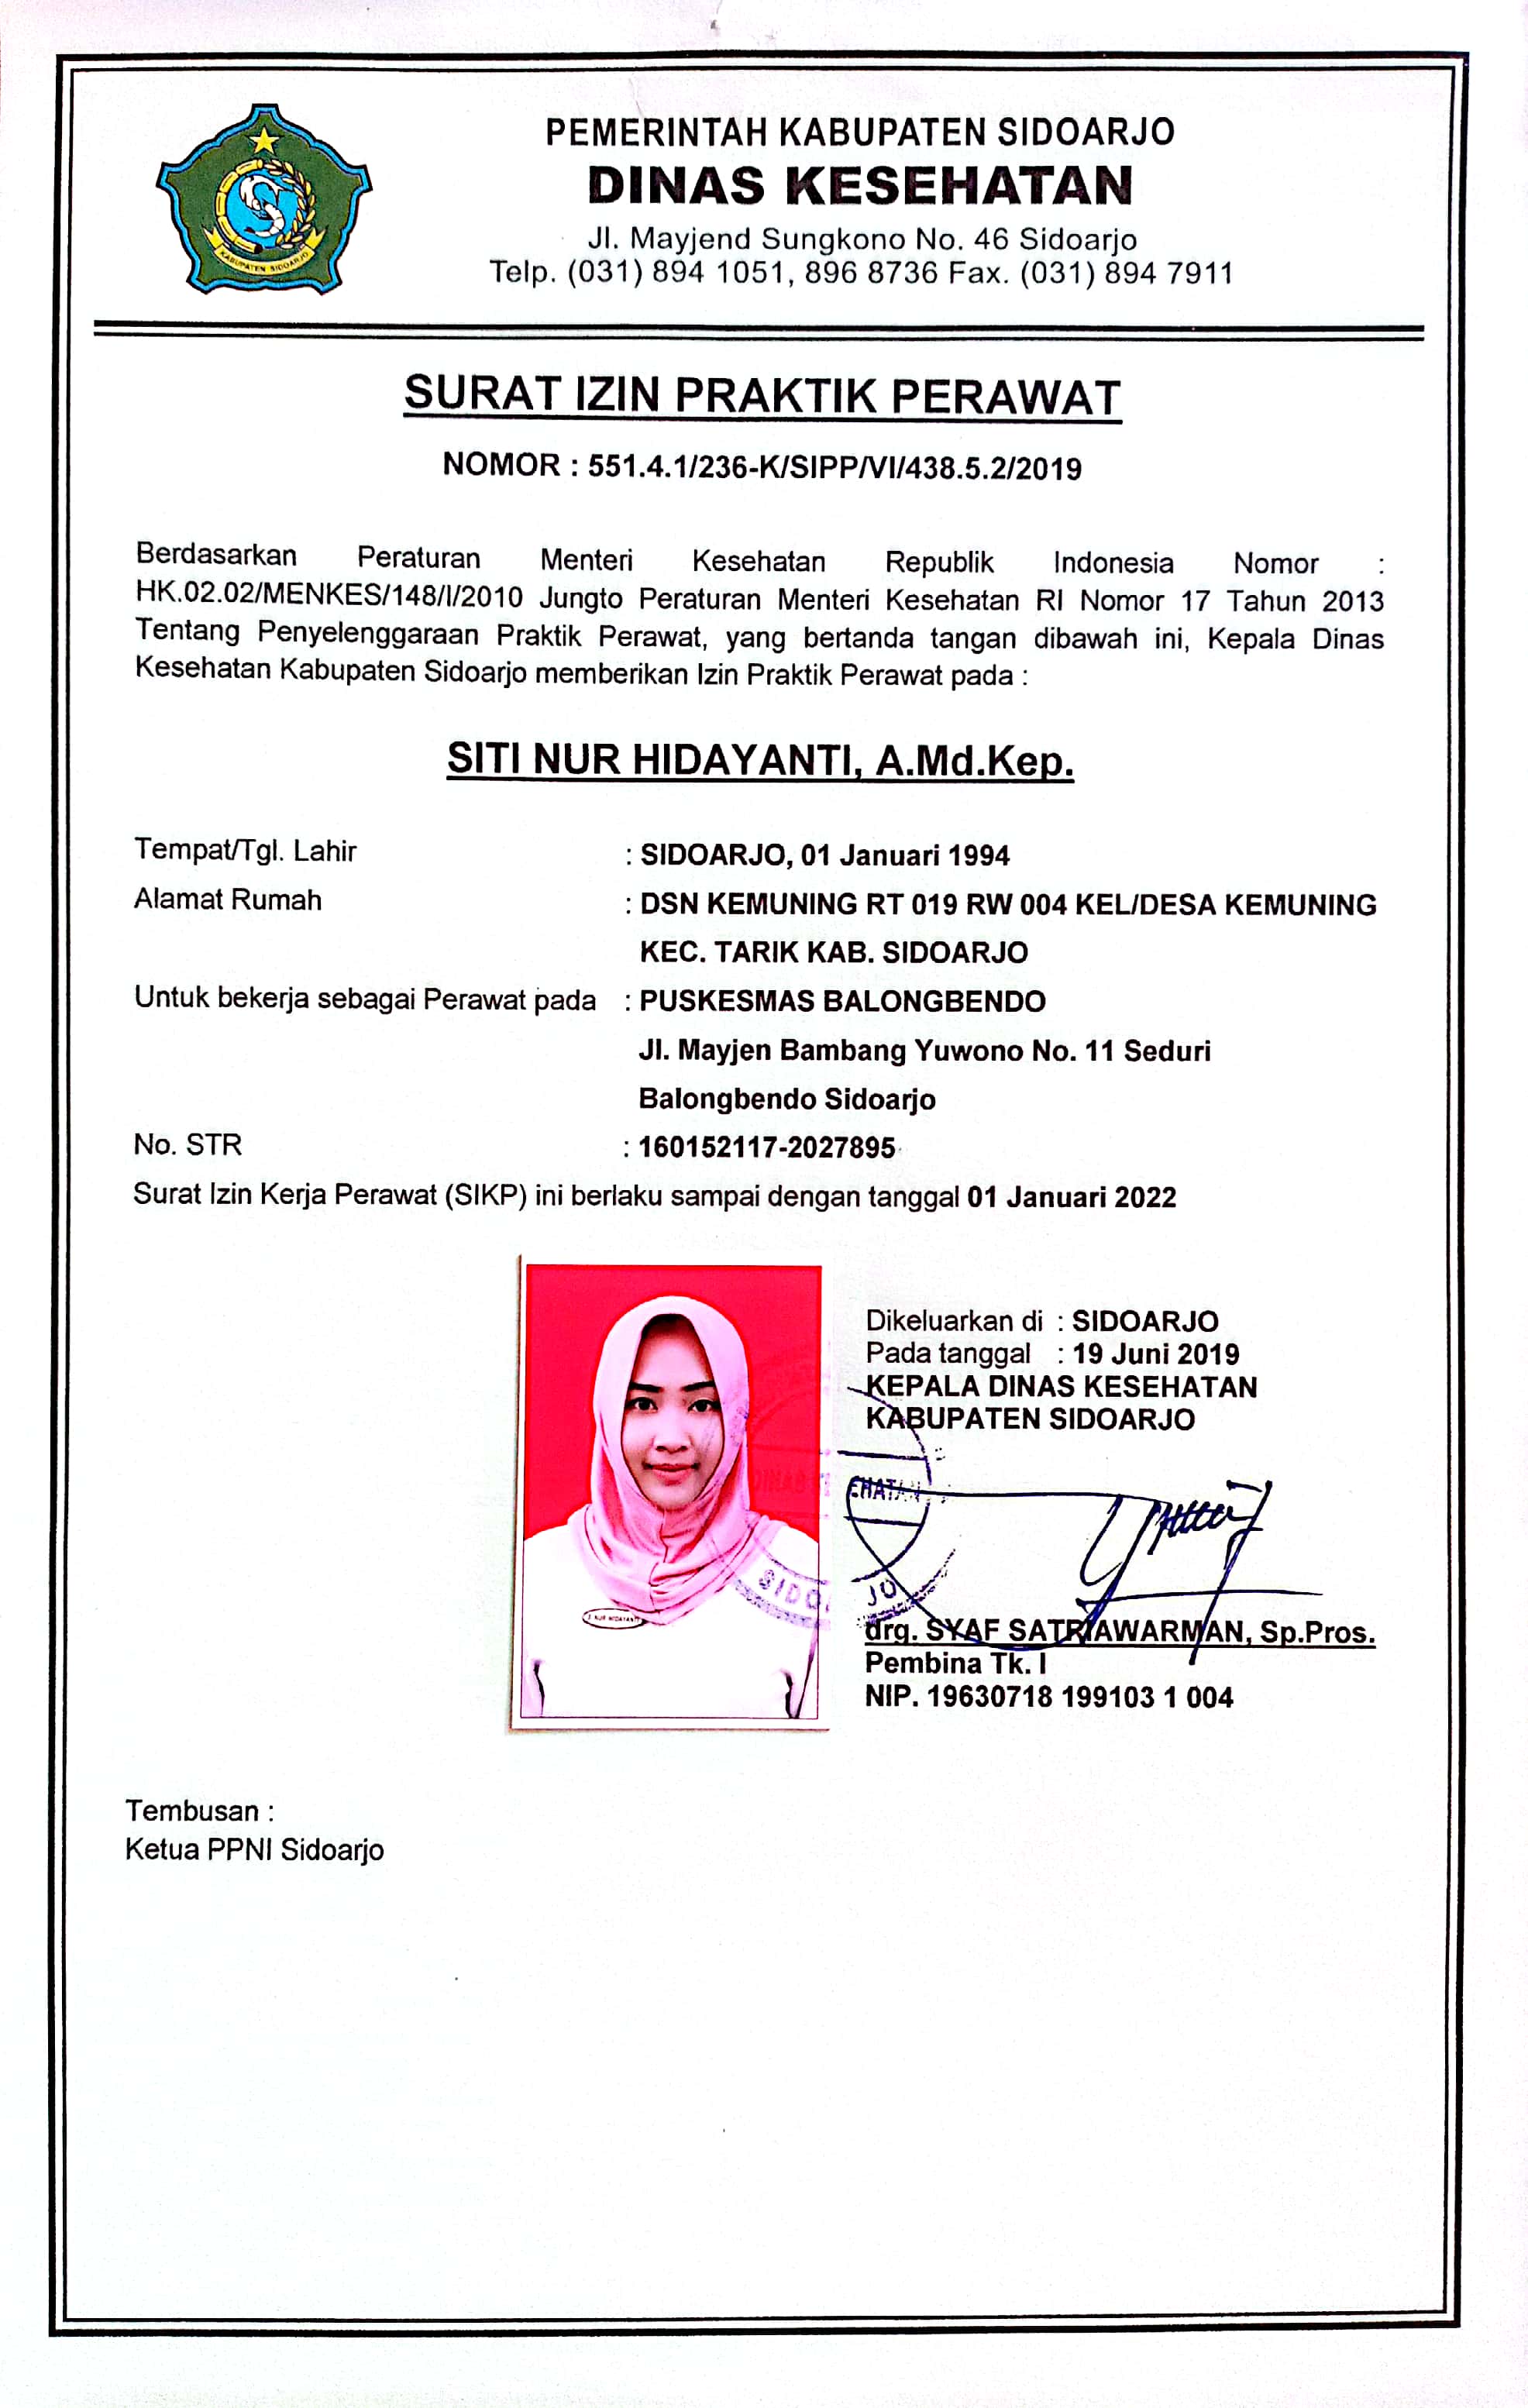 KABUPATEN SIDOARJO
PEMERINTAH KABUPATEN SIDOARJO
DINAS KESEHATAN
Jl. Mayjend Sungkono No. 46 Sidoarjo
Telp. (031) 894 1051, 896 8736 Fax. (031) 894 7911
SURAT IZIN PRAKTIK PERAWAT
NOMOR : 551.4.1/236-K/SIPP/VI/438.5.2/2019
Berdasarkan Peraturan Menteri Kesehatan Republik Indonesia Nomor :
HK.02.02/MENKES/148/I/2010 Jungto Peraturan Menteri Kesehatan RI Nomor 17 Tahun 2013
Tentang Penyelenggaraan Praktik Perawat, yang bertanda tangan dibawah ini, Kepala Dinas
Kesehatan Kabupaten Sidoarjo memberikan Izin Praktik Perawat pada :
SITI NUR HIDAYANTI, A.Md.Kep.
Tempat/Tgl. Lahir : SIDOARJO, 01 Januari 1994
Alamat Rumah : DSN KEMUNING RT 019 RW 004 KEL/DESA KEMUNING
KEC. TARIK KAB. SIDOARJO
Untuk bekerja sebagai Perawat pada : PUSKESMAS BALONGBENDO
Jl. Mayjen Bambang Yuwono No. 11 Seduri
Balongbendo Sidoarjo
No. STR : 160152117-2027895
Surat Izin Kerja Perawat (SIKP) ini berlaku sampai dengan tanggal 01 Januari 2022
Dikeluarkan di : SIDOARJO
Pada tanggal : 19 Juni 2019
KEPALA DINAS KESEHATAN
KABUPATEN SIDOARJO
EHATAN
SIDO JO
drg. SYAF SATRIAWARMAN, Sp.Pros.
Pembina Tk. I
NIP. 19630718 199103 1 004
Tembusan :
Ketua PPNI Sidoarjo